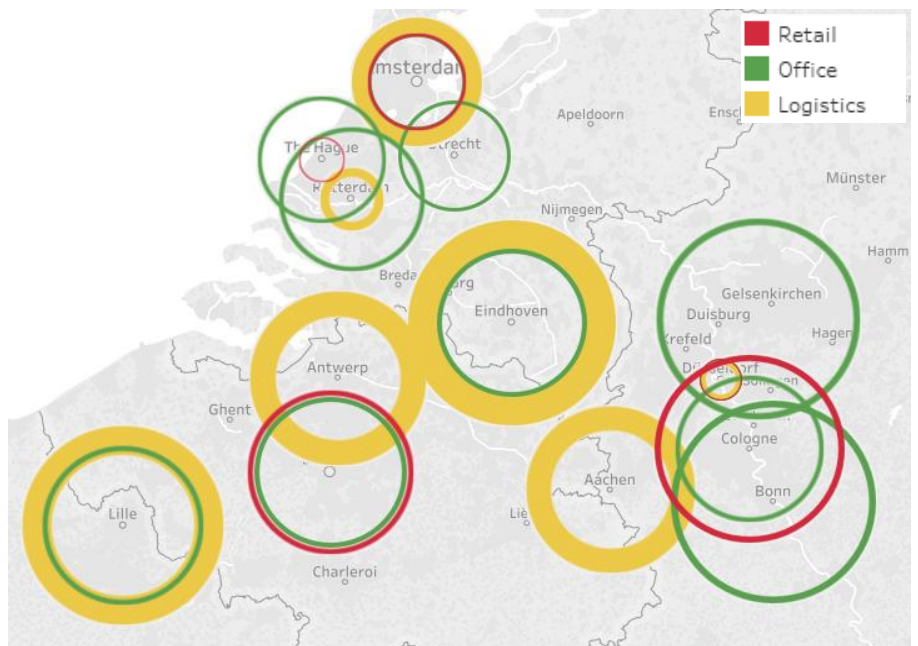 Retail
Office
Logistics
Apeldoorn
The Hague
Rotterdam
Münster
Nijmegen
Hamm
Breda
Gelsenkirchen
Eindhoven
Duisburg
Krefeld
Hagen
Antwerp
Ghent
Cologne
Aachen
Bonn
Lille
Charleroi